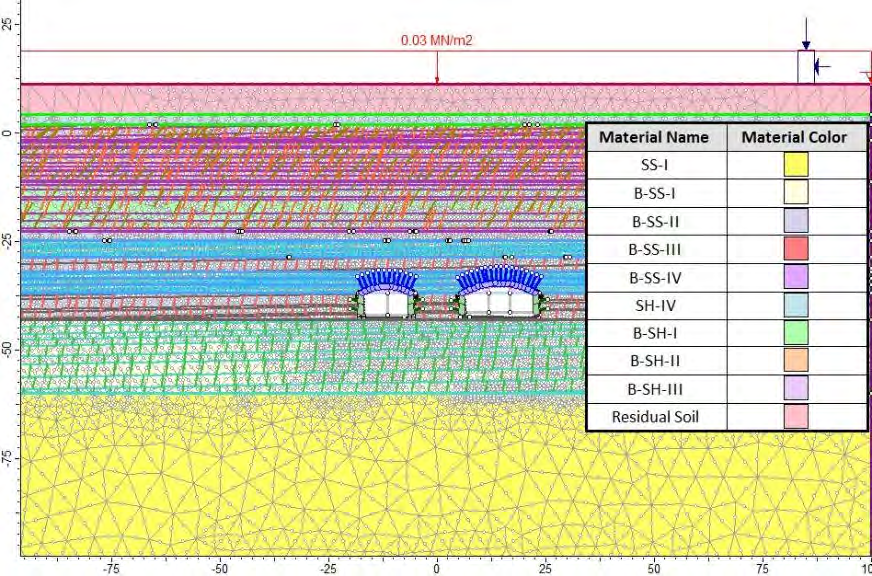 25
0.03 MN/m2
0
-25
-50
-75
Material Name Material Color
SS-I
B-SS-I
B-SS-II
B-SS-III
B-SS-IV
SH-IV
B-SH-I
B-SH-II
B-SH-III
Residual Soil
-75 -50 -25 0 25 50 75 10